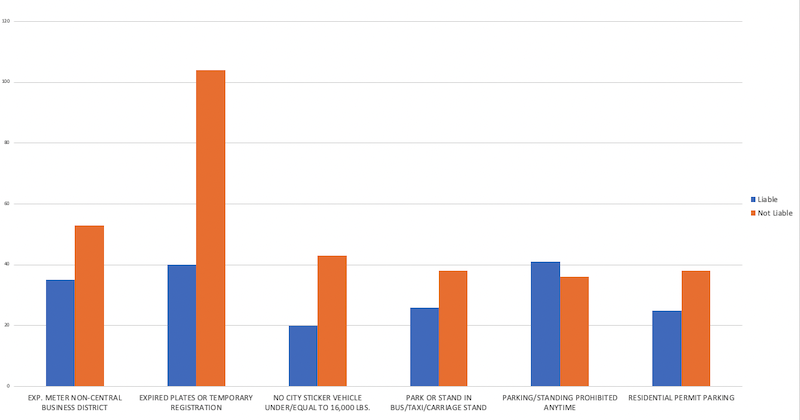 120
100
80
60
40
20
0
Liable
Not Liable
EXP. METER NON-CENTRAL
BUSINESS DISTRICT
EXPIRED PLATES OR TEMPORARY
REGISTRATION
NO CITY STICKER VEHICLE
UNDER/EQUAL TO 16,000 LBS.
PARK OR STAND IN
BUS/TAXI/CARRIAGE STAND
PARKING/STANDING PROHIBITED
ANYTIME
RESIDENTIAL PERMIT PARKING